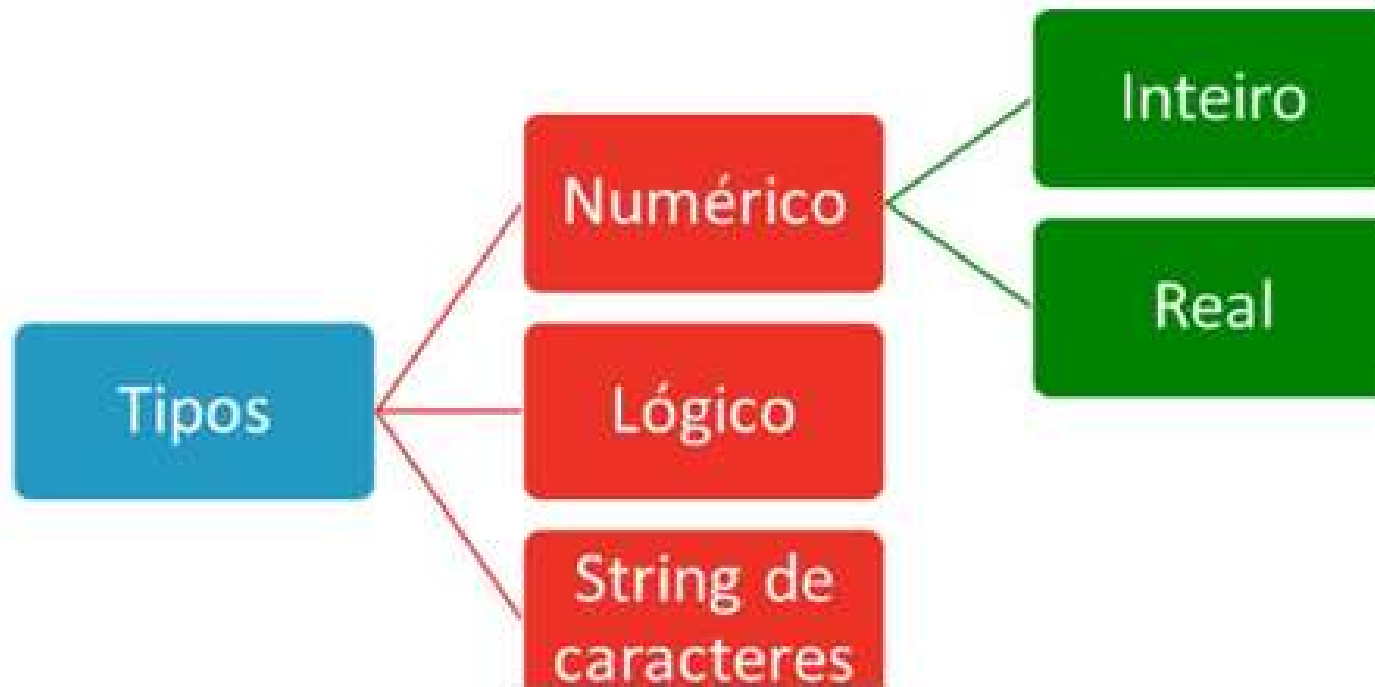 Tipos
Numérico
Lógico
String de
caracteres
Inteiro
Real